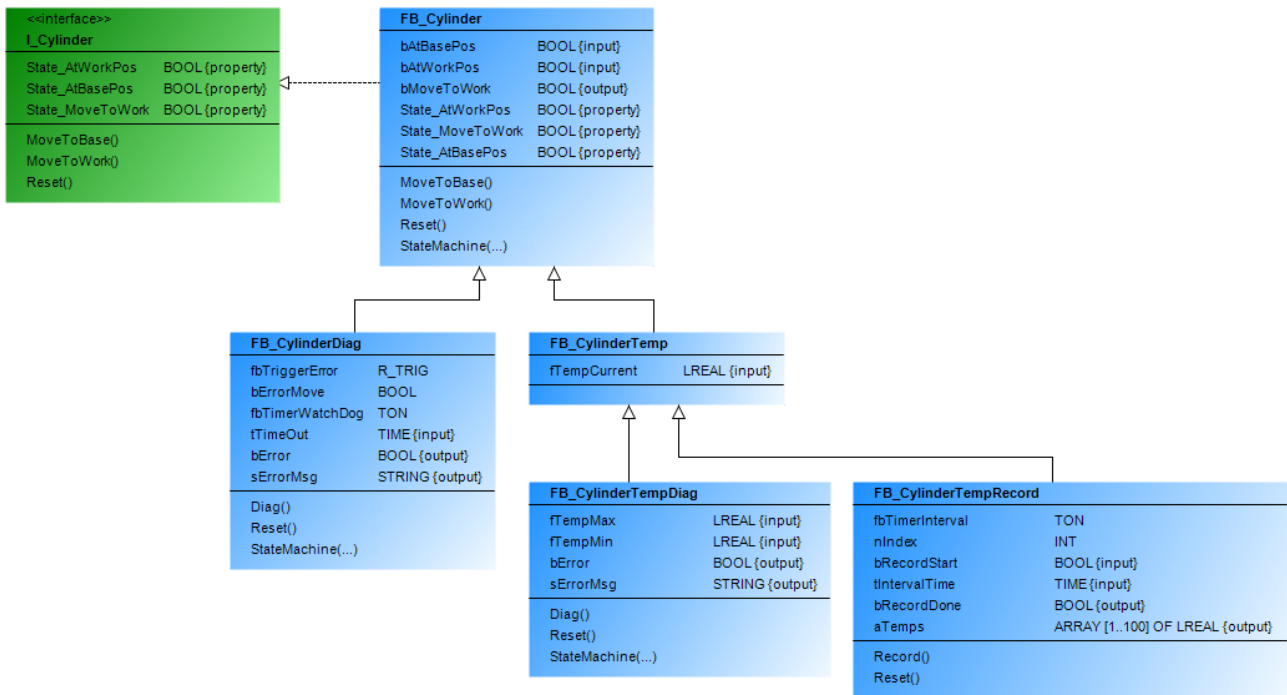 <<interface>>
I_Cylinder
State_AtWorkPos BOOL {property}
State_AtBasePos BOOL {property}
State_MoveToWork BOOL {property}
MoveToBase()
MoveToWork()
Reset()
FB_Cylinder
bAtBasePos BOOL {input}
bAtWorkPos BOOL {input}
bMoveToWork BOOL {output}
State_AtWorkPos BOOL {property}
State_MoveToWork BOOL {property}
State_AtBasePos BOOL {property}
MoveToBase()
MoveToWork()
Reset()
StateMachine(...)
FB_CylinderDiag
fbTriggerError R_TRIG
bErrorMove BOOL
fbTimerWatchDog TON
tTimeOut TIME {input}
bError BOOL {output}
sErrorMsg STRING {output}
Diag()
Reset()
StateMachine(...)
FB_CylinderTemp
fTempCurrent LREAL {input}
FB_CylinderTempDiag
fTempMax LREAL {input}
fTempMin LREAL {input}
bError BOOL {output}
sErrorMsg STRING {output}
Diag()
Reset()
StateMachine(...)
FB_CylinderTempRecord
fbTimerInterval TON
nIndex INT
bRecordStart BOOL {input}
tIntervalTime TIME {input}
bRecordDone BOOL {output}
aTemps ARRAY [1..100] OF LREAL {output}
Record()
Reset()